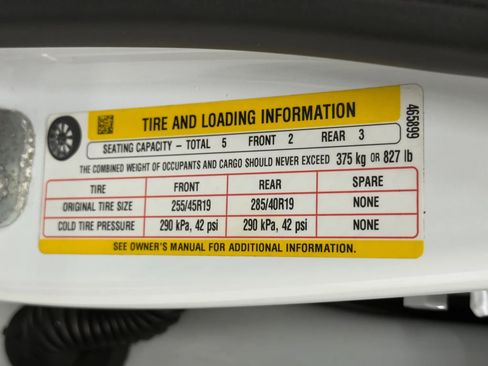 TIRE AND LOADING INFORMATION
465899
SEATING CAPACITY – TOTAL 5 FRONT 2 REAR 3
THE COMBINED WEIGHT OF OCCUPANTS AND CARGO SHOULD NEVER EXCEED 375 kg OR 827 lb
TIRE FRONT REAR SPARE
ORIGINAL TIRE SIZE 255/45R19 285/40R19 NONE
COLD TIRE PRESSURE 290 kPa, 42 psi 290 kPa, 42 psi NONE
SEE OWNER'S MANUAL FOR ADDITIONAL INFORMATION.